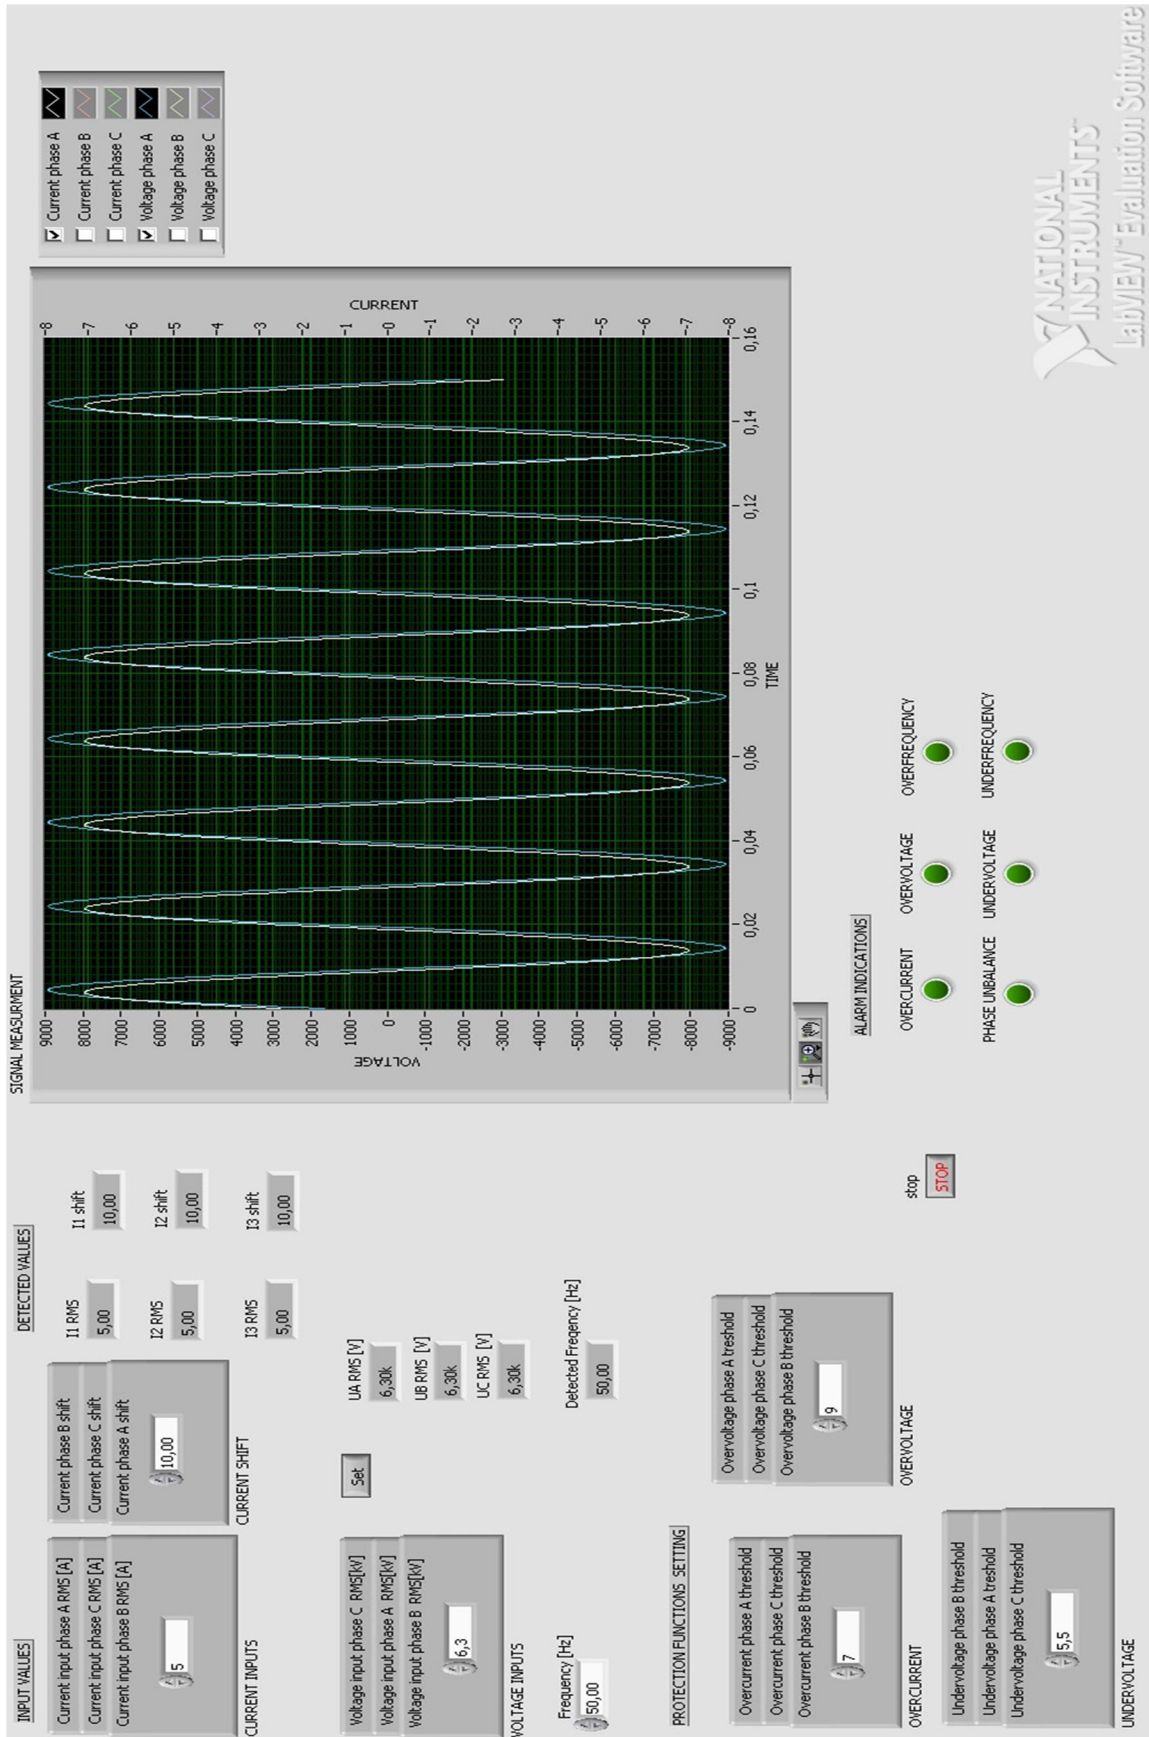 INPUT VALUES
Current input phase A RMS [A]
Current input phase C RMS [A]
Current input phase B RMS [A]
5
CURRENT INPUTS
Current phase B shift
Current phase C shift
Current phase A shift
10,00
CURRENT SHIFT
DETECTED VALUES
I1 RMS
5,00
I1 shift
10,00
I2 RMS
5,00
I2 shift
10,00
I3 RMS
5,00
I3 shift
10,00
Voltage input phase C RMS[kV]
Voltage input phase A RMS[kV]
Voltage input phase B RMS[kV]
6,3
VOLTAGE INPUTS
Set
UA RMS [V]
6,30k
UB RMS [V]
6,30k
UC RMS [V]
6,30k
Frequency [Hz]
50,00
Detected Freqency [Hz]
50,00
PROTECTION FUNCTIONS SETTING
Overcurrent phase A threshold
Overcurrent phase C threshold
Overcurrent phase B threshold
7
OVERCURRENT
Overvoltage phase A treshold
Overvoltage phase C threshold
Overvoltage phase B threshold
9
OVERVOLTAGE
Undervoltage phase B threshold
Undervoltage phase A treshold
Undervoltage phase C threshold
5,5
UNDERVOLTAGE
stop
STOP
SIGNAL MEASURMENT
VOLTAGE
9000
8000
7000
6000
5000
4000
3000
2000
1000
0
-1000
-2000
-3000
-4000
-5000
-6000
-7000
-8000
-9000
0
0,02
0,04
0,06
0,08
0,1
0,12
0,14
0,16
TIME
CURRENT
-8
-7
-6
-5
-4
-3
-2
-1
-0
--1
--2
--3
--4
--5
--6
--7
--8
Current phase A
Current phase B
Current phase C
Voltage phase A
Voltage phase B
Voltage phase C
ALARM INDICATIONS
OVERCURRENT
OVERVOLTAGE
OVERFREQUENCY
PHASE UNBALANCE
UNDERVOLTAGE
UNDERFREQUENCY
NATIONAL
INSTRUMENTS™
LabVIEW™ Evaluation Software